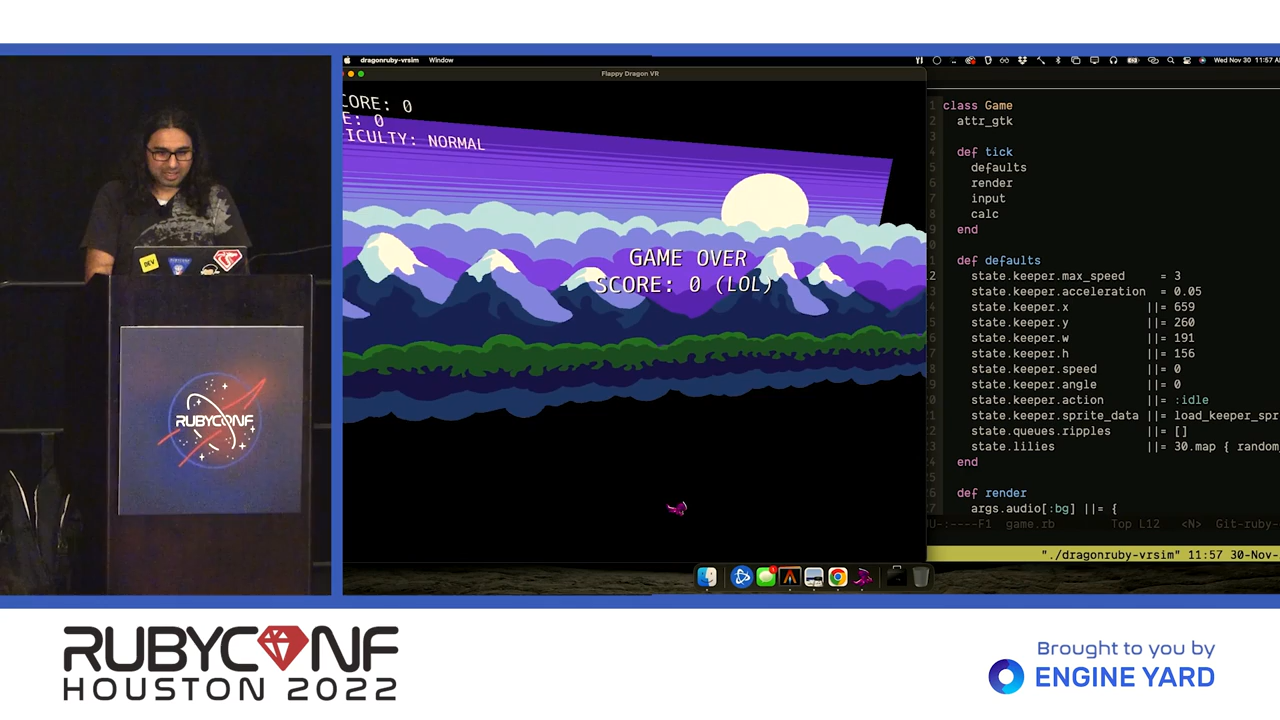 dragonruby-vrsim Window
Wed Nov 30 11:57
Flappy Dragon VR
CORE: 0
E: 0
FICULTY: NORMAL
GAME OVER
SCORE: 0 (LOL)
class Game
attr_gtk
def tick
defaults
render
input
calc
end
def defaults
state.keeper.max_speed = 3
state.keeper.acceleration = 0.05
state.keeper.x ||= 659
state.keeper.y ||= 260
state.keeper.w ||= 191
state.keeper.h ||= 156
state.keeper.speed ||= 0
state.keeper.angle ||= 0
state.keeper.action ||= :idle
state.keeper.sprite_data ||= load_keeper_spr
state.queues.ripples ||= []
state.lilies ||= 30.map { random
end
def render
args.audio[:bg] ||= {
U-:----F1 game.rb Top L12 <N> Git-ruby-
"./dragonruby-vrsim" 11:57 30-Nov-
DEV
RUBYCONF
RUBYCONF
HOUSTON 2022
Brought to you by
ENGINE YARD